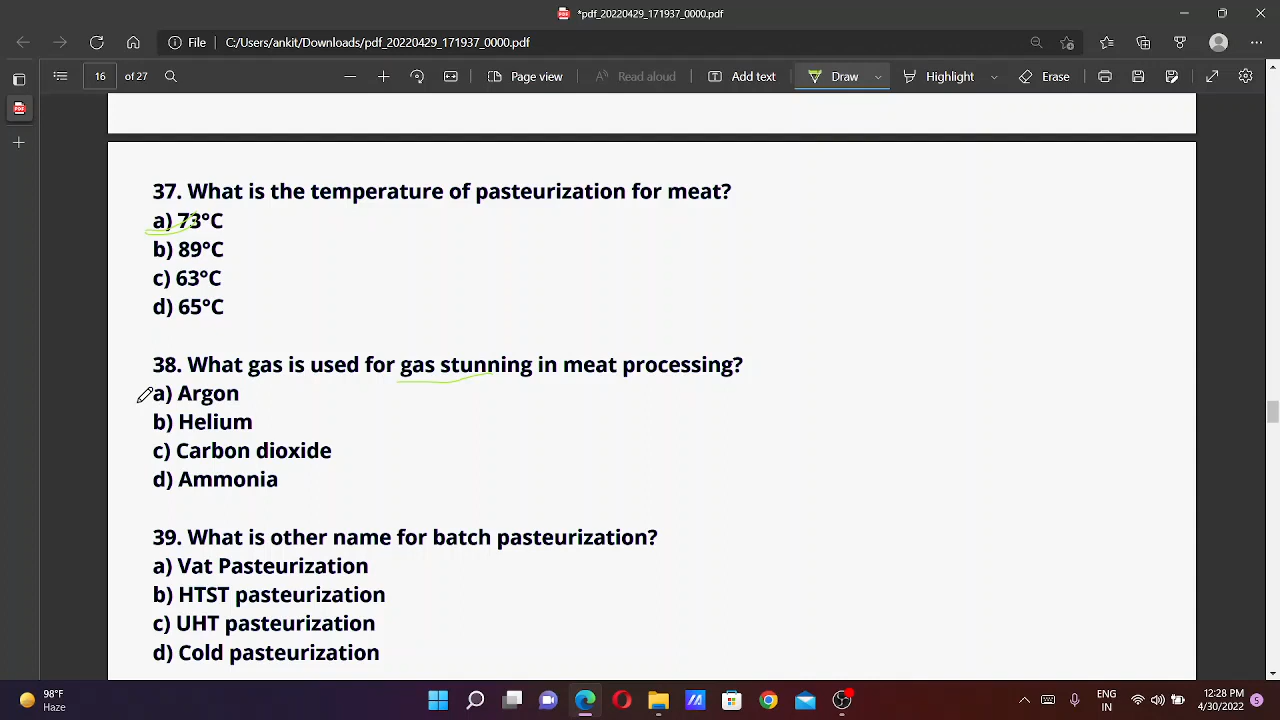 *pdf_20220429_171937_0000.pdf
File C:/Users/ankit/Downloads/pdf_20220429_171937_0000.pdf
16 of 27 Page view Read aloud Add text Draw Highlight Erase
37. What is the temperature of pasteurization for meat?
a) 73°C
b) 89°C
c) 63°C
d) 65°C
38. What gas is used for gas stunning in meat processing?
a) Argon
b) Helium
c) Carbon dioxide
d) Ammonia
39. What is other name for batch pasteurization?
a) Vat Pasteurization
b) HTST pasteurization
c) UHT pasteurization
d) Cold pasteurization
98°F
Haze
ENG
IN
12:28 PM
4/30/2022